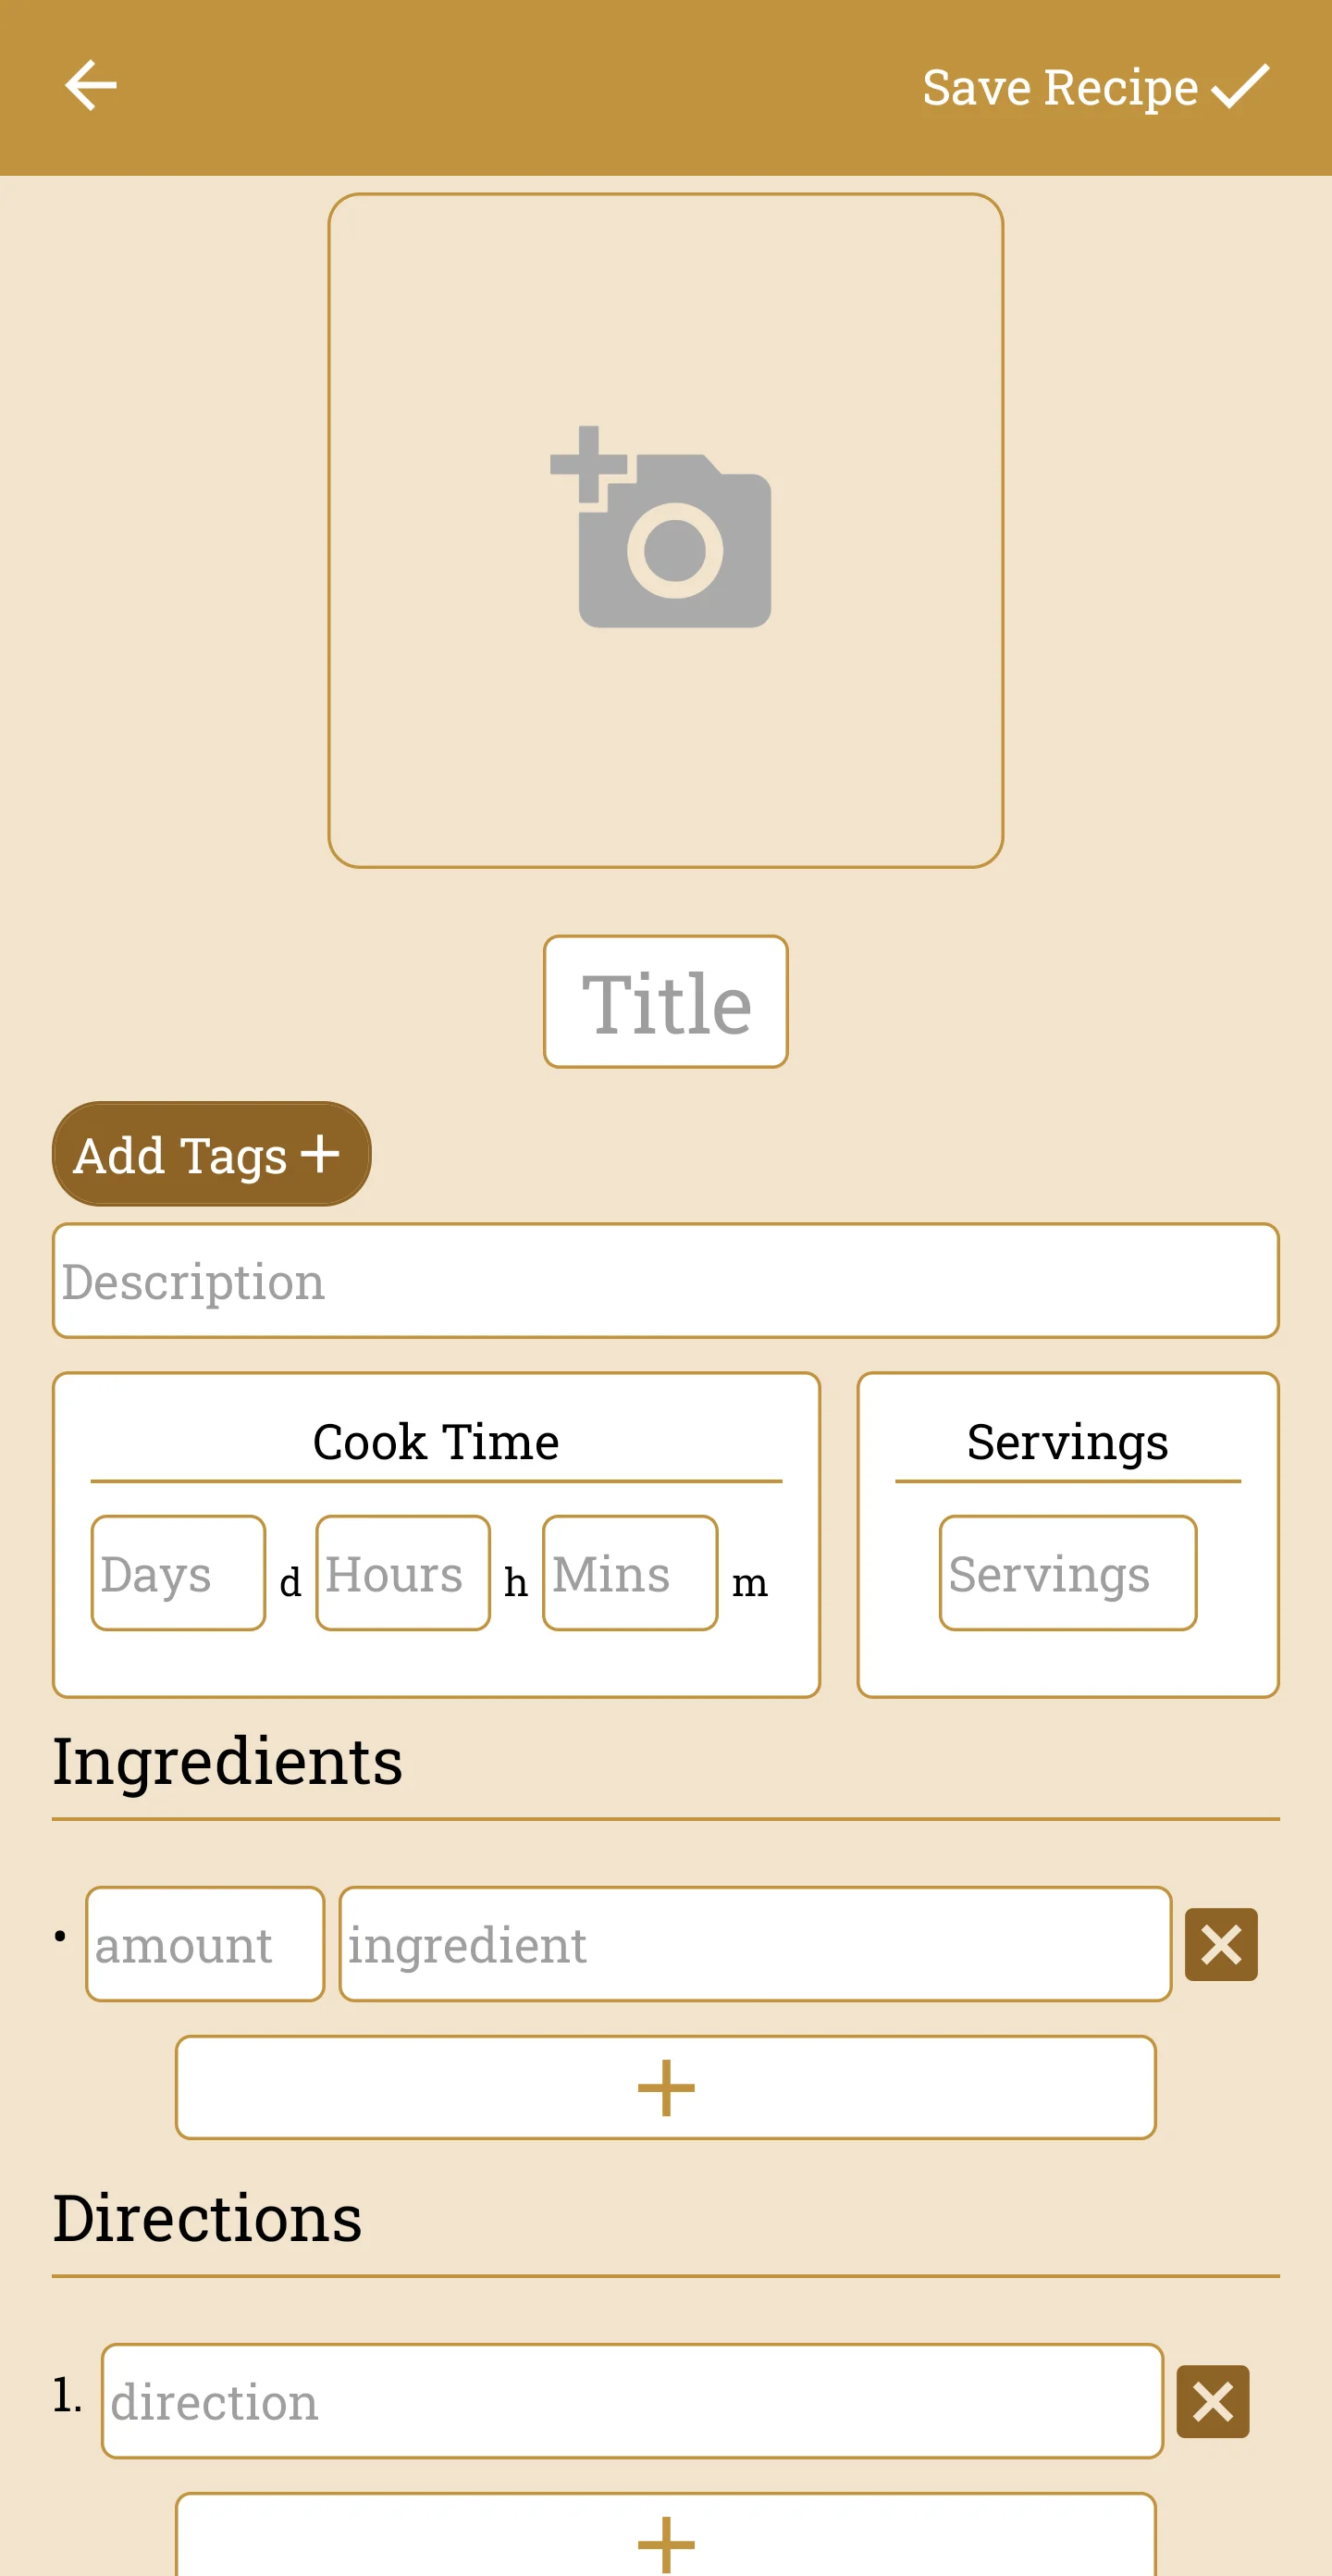 Save Recipe
Title
Add Tags
Description
Cook Time
Servings
Days d Hours h Mins m
Servings
Ingredients
• amount ingredient
Directions
1. direction